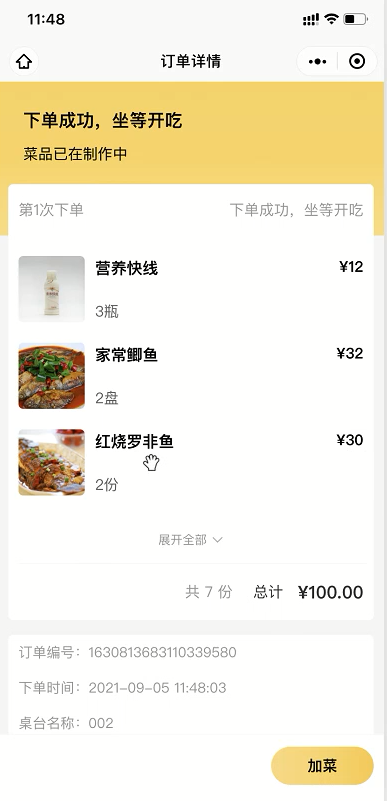 11:48
订单详情
下单成功，坐等开吃
菜品已在制作中
第1次下单 下单成功，坐等开吃
营养快线 ¥12
3瓶
家常鲫鱼 ¥32
2盘
红烧罗非鱼 ¥30
2份
展开全部
共 7 份 总计 ¥100.00
订单编号：1630813683110339580
下单时间：2021-09-05 11:48:03
桌台名称：002
加菜